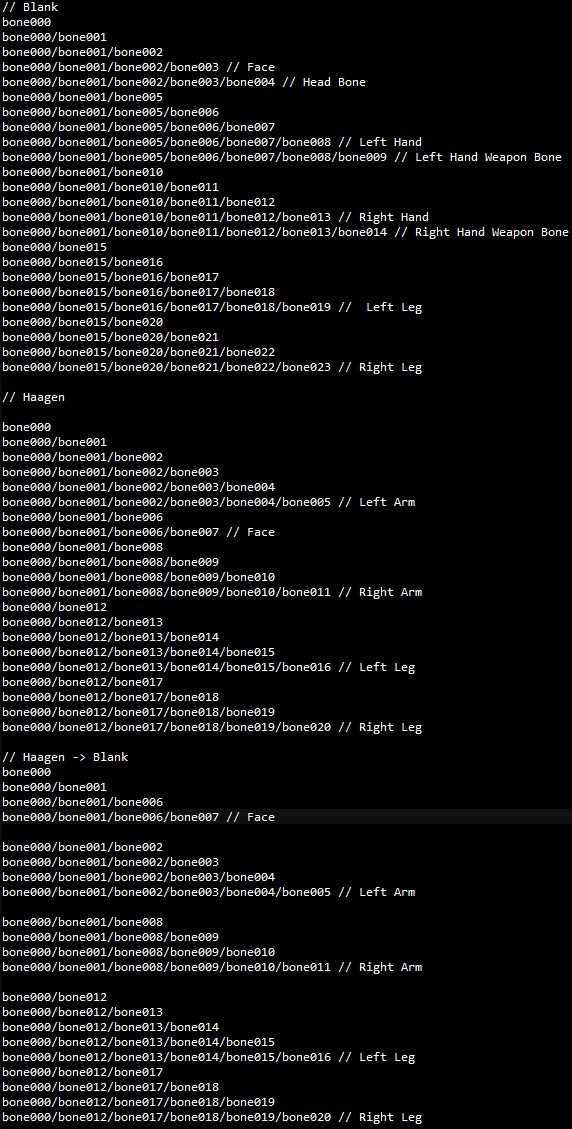 // Blank
bone000
bone000/bone001
bone000/bone001/bone002
bone000/bone001/bone002/bone003 // Face
bone000/bone001/bone002/bone003/bone004 // Head Bone
bone000/bone001/bone005
bone000/bone001/bone005/bone006
bone000/bone001/bone005/bone006/bone007
bone000/bone001/bone005/bone006/bone007/bone008 // Left Hand
bone000/bone001/bone005/bone006/bone007/bone008/bone009 // Left Hand Weapon Bone
bone000/bone001/bone010
bone000/bone001/bone010/bone011
bone000/bone001/bone010/bone011/bone012
bone000/bone001/bone010/bone011/bone012/bone013 // Right Hand
bone000/bone001/bone010/bone011/bone012/bone013/bone014 // Right Hand Weapon Bone
bone000/bone015
bone000/bone015/bone016
bone000/bone015/bone016/bone017
bone000/bone015/bone016/bone017/bone018
bone000/bone015/bone016/bone017/bone018/bone019 //  Left Leg
bone000/bone015/bone020
bone000/bone015/bone020/bone021
bone000/bone015/bone020/bone021/bone022
bone000/bone015/bone020/bone021/bone022/bone023 // Right Leg
// Haagen
bone000
bone000/bone001
bone000/bone001/bone002
bone000/bone001/bone002/bone003
bone000/bone001/bone002/bone003/bone004
bone000/bone001/bone002/bone003/bone004/bone005 // Left Arm
bone000/bone001/bone006
bone000/bone001/bone006/bone007 // Face
bone000/bone001/bone008
bone000/bone001/bone008/bone009
bone000/bone001/bone008/bone009/bone010
bone000/bone001/bone008/bone009/bone010/bone011 // Right Arm
bone000/bone012
bone000/bone012/bone013
bone000/bone012/bone013/bone014
bone000/bone012/bone013/bone014/bone015
bone000/bone012/bone013/bone014/bone015/bone016 // Left Leg
bone000/bone012/bone017
bone000/bone012/bone017/bone018
bone000/bone012/bone017/bone018/bone019
bone000/bone012/bone017/bone018/bone019/bone020 // Right Leg
// Haagen -> Blank
bone000
bone000/bone001
bone000/bone001/bone006
bone000/bone001/bone006/bone007 // Face
bone000/bone001/bone002
bone000/bone001/bone002/bone003
bone000/bone001/bone002/bone003/bone004
bone000/bone001/bone002/bone003/bone004/bone005 // Left Arm
bone000/bone001/bone008
bone000/bone001/bone008/bone009
bone000/bone001/bone008/bone009/bone010
bone000/bone001/bone008/bone009/bone010/bone011 // Right Arm
bone000/bone012
bone000/bone012/bone013
bone000/bone012/bone013/bone014
bone000/bone012/bone013/bone014/bone015
bone000/bone012/bone013/bone014/bone015/bone016 // Left Leg
bone000/bone012/bone017
bone000/bone012/bone017/bone018
bone000/bone012/bone017/bone018/bone019
bone000/bone012/bone017/bone018/bone019/bone020 // Right Leg